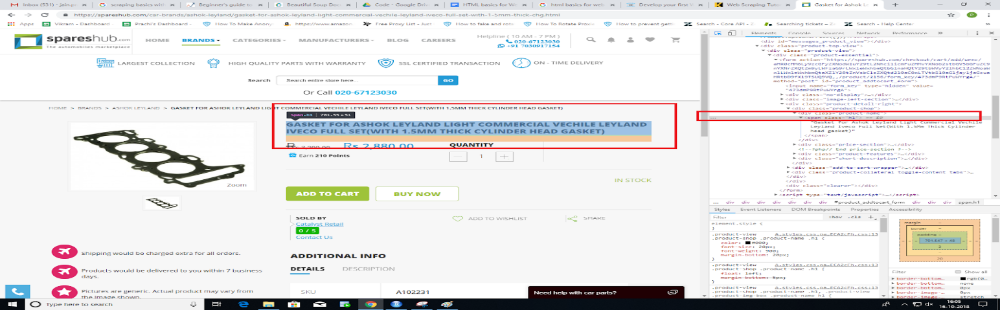 Inbox (531) - jain.pr
scraping basics with
Beginner's guide to
Beautiful Soup Doc
Code - Google Driv
HTML basics for We
html basics for web
Develop your first V
Web Scraping Tuto
Gasket for Ashok Le
https://spareshub.com/car-brands/ashok-leyland/gasket-for-ashok-leyland-light-commercial-vechile-leyland-iveco-full-set-with-1-5mm-thick-chg.html
Apps
Vikram - Dashboard
Prachi's Dashboard -
How To Make Anony
https://www.amazon
Free Proxy List - Just
How to fake and rota
How To Rotate Proxie
How to prevent getti
Search - Core API - Z
Searching tickets – Z
Search - Help Center
spareshub.com
The automobiles marketplace
HOME BRANDS CATEGORIES MANUFACTURERS BLOG CAREERS
Helpline ( 10 AM - 7 PM )
020-67123030
+91 7030917154
LARGEST COLLECTION
HIGH QUALITY PARTS WITH WARRANTY
SSL CERTIFIED TRANSACTION
ON - TIME DELIVERY
Search
Search entire store here...
GO
Or Call 020-67123030
HOME > BRANDS > ASHOK LEYLAND > GASKET FOR ASHOK LEYLAND LIGHT COMMERCIAL VECHILE LEYLAND IVECO FULL SET(WITH 1.5MM THICK CYLINDER HEAD GASKET)
span.h1 | 701.55 × 51
GASKET FOR ASHOK LEYLAND LIGHT COMMERCIAL VECHILE LEYLAND
IVECO FULL SET(WITH 1.5MM THICK CYLINDER HEAD GASKET)
Rs 2,880.00
QUANTITY
Earn 210 Points
1
Zoom
IN STOCK
ADD TO CART
BUY NOW
SOLD BY
Catalyst Retail
0 / 5
Contact Us
ADD TO WISHLIST
SHARE
Shipping would be charged extra for all orders.
Products would be delivered to you within 7 business
days.
Pictures are generic. Actual product may vary from
the image shown.
ADDITIONAL INFO
DETAILS
DESCRIPTION
SKU
A102231
Need help with car parts?
Elements Console Sources Network Performance
<div id="messages_product_view"></div>
<div class="product-top-view">
<div class="product-view">
<div class="product-essential">
<form action="https://spareshub.com/checkout/cart/add/uenc/
method="post" id="product_addtocart_form">
<input name="form_key" type="hidden" value=
"473dmP9RtPuWYrgA">
<div class="no-display">…</div>
<div class="image-left-section">…</div>
<div class="product-detail-right">
<div class="product-shop">
<div class="product-name">
<span class="h1"> == $0
"Gasket for Ashok Leyland Light Commercial Vechile
Leyland Iveco Full Set(With 1.5Mm Thick Cylinder
head gasket)"
</span>
</div>
<div class="price-section">…</div>
<!--?php// End price-section ?-->
<div class="product-features">…</div>
<div class="short-description">…</div>
</div>
<div class="add-to-cart-wrapper">…</div>
<div class="product-collateral toggle-content tabs">…
</div>
</div>
<div class="clearer"></div>
</form>
<script type="text/javascript">…</script>
... div div div div div div #product_addtocart_form div div div span.h1
Styles Event Listeners DOM Breakpoints Properties Accessibility
Filter
:hov .cls +
element.style {
}
.product-view
.product-shop .product-name .h1 {
color: #000;
font-size: 20px;
font-weight: 900;
margin-bottom: 20px;
}
.product-view
.product-shop .product-name .h1 {
float: left;
margin-bottom: 5px;
}
.product-view
.product-shop .product-name .h1, .product-view
.product-img-box .product-name h1 {
margin
border
padding
701.547 × 48
20
Filter
Show all
border-bottom…
rgb(0…
border-bottom…
none
border-bottom…
0px
border-image-…
0px
border-image-…
stretch
Type here to search
16:05
16-10-2018